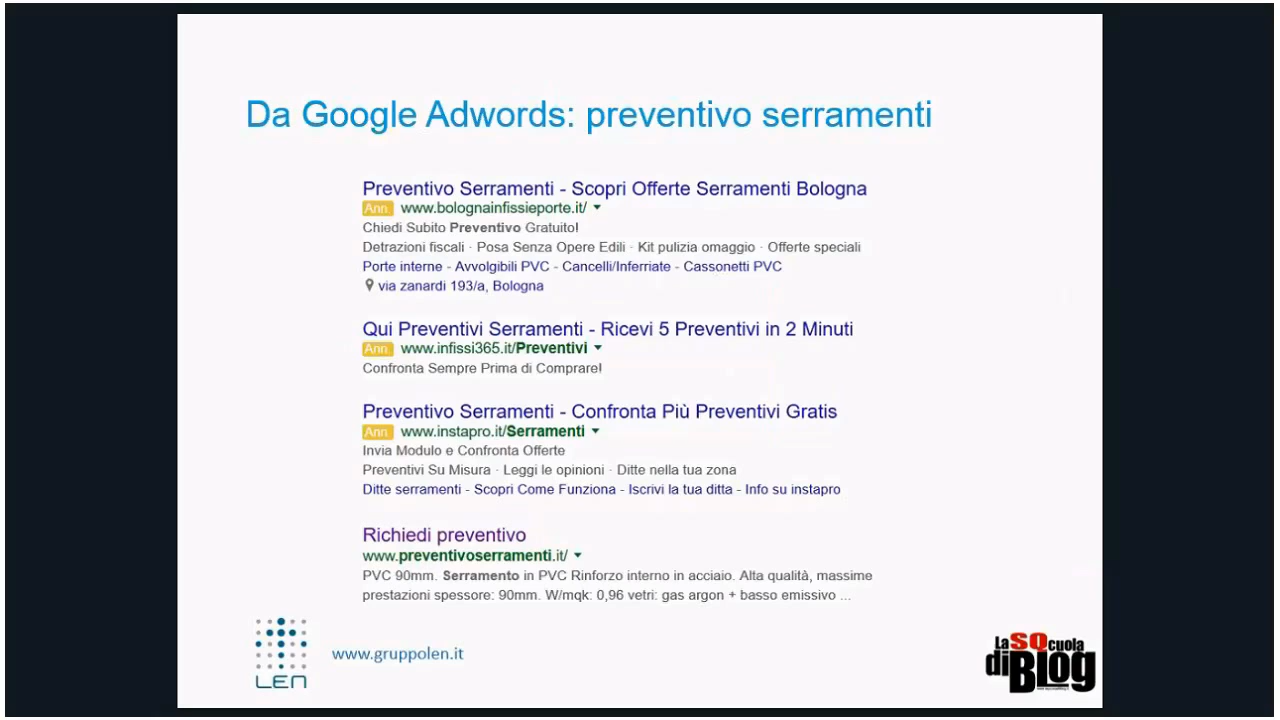 Da Google Adwords: preventivo serramenti
Preventivo Serramenti - Scopri Offerte Serramenti Bologna
Ann. www.bolognainfissieporte.it/
Chiedi Subito Preventivo Gratuito!
Detrazioni fiscali · Posa Senza Opere Edili · Kit pulizia omaggio · Offerte speciali
Porte interne - Avvolgibili PVC - Cancelli/Inferriate - Cassonetti PVC
via zanardi 193/a, Bologna
Qui Preventivi Serramenti - Ricevi 5 Preventivi in 2 Minuti
Ann. www.infissi365.it/Preventivi
Confronta Sempre Prima di Comprare!
Preventivo Serramenti - Confronta Più Preventivi Gratis
Ann. www.instapro.it/Serramenti
Invia Modulo e Confronta Offerte
Preventivi Su Misura · Leggi le opinioni · Ditte nella tua zona
Ditte serramenti - Scopri Come Funziona - Iscrivi la tua ditta - Info su instapro
Richiedi preventivo
www.preventivoserramenti.it/
PVC 90mm. Serramento in PVC Rinforzo interno in acciaio. Alta qualità, massime
prestazioni spessore: 90mm. W/mqk: 0,96 vetri: gas argon + basso emissivo ...
LEN
www.gruppolen.it
La SQcuola
di BLog